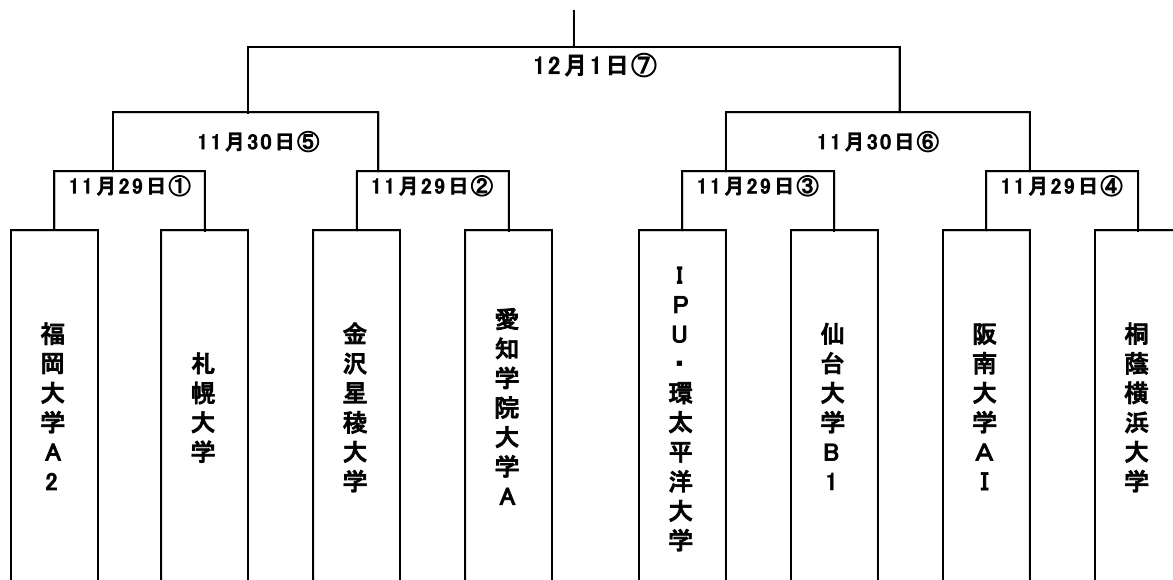 12月1日⑦
11月30日⑤
11月30日⑥
11月29日①
11月29日②
11月29日③
11月29日④
福岡大学A2
札幌大学
金沢星稜大学
愛知学院大学A
IPU・環太平洋大学
仙台大学B1
阪南大学AI
桐蔭横浜大学